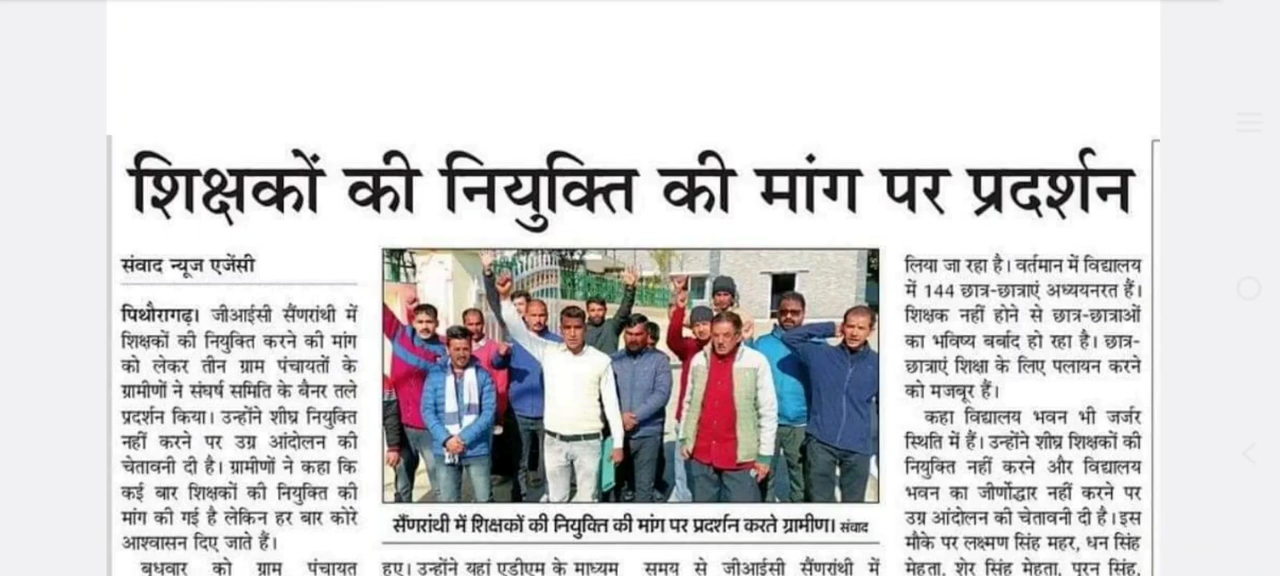 शिक्षकों की नियुक्ति की मांग पर प्रदर्शन
संवाद न्यूज एजेंसी
पिथौरागढ़। जीआईसी सैंणरांथी में
शिक्षकों की नियुक्ति करने की मांग
को लेकर तीन ग्राम पंचायतों के
ग्रामीणों ने संघर्ष समिति के बैनर तले
प्रदर्शन किया। उन्होंने शीघ्र नियुक्ति
नहीं करने पर उग्र आंदोलन की
चेतावनी दी है। ग्रामीणों ने कहा कि
कई बार शिक्षकों की नियुक्ति की
मांग की गई है लेकिन हर बार कोरे
आश्वासन दिए जाते हैं।
बुधवार को ग्राम पंचायत
सैंणरांथी में शिक्षकों की नियुक्ति की मांग पर प्रदर्शन करते ग्रामीण। संवाद
हुए। उन्होंने यहां एडीएम के माध्यम
समय से जीआईसी सैंणरांथी में
लिया जा रहा है। वर्तमान में विद्यालय
में 144 छात्र-छात्राएं अध्ययनरत हैं।
शिक्षक नहीं होने से छात्र-छात्राओं
का भविष्य बर्बाद हो रहा है। छात्र-
छात्राएं शिक्षा के लिए पलायन करने
को मजबूर हैं।
कहा विद्यालय भवन भी जर्जर
स्थिति में हैं। उन्होंने शीघ्र शिक्षकों की
नियुक्ति नहीं करने और विद्यालय
भवन का जीर्णोद्धार नहीं करने पर
उग्र आंदोलन की चेतावनी दी है। इस
मौके पर लक्ष्मण सिंह महर, धन सिंह
मेहता, शेर सिंह मेहता, पूरन सिंह,